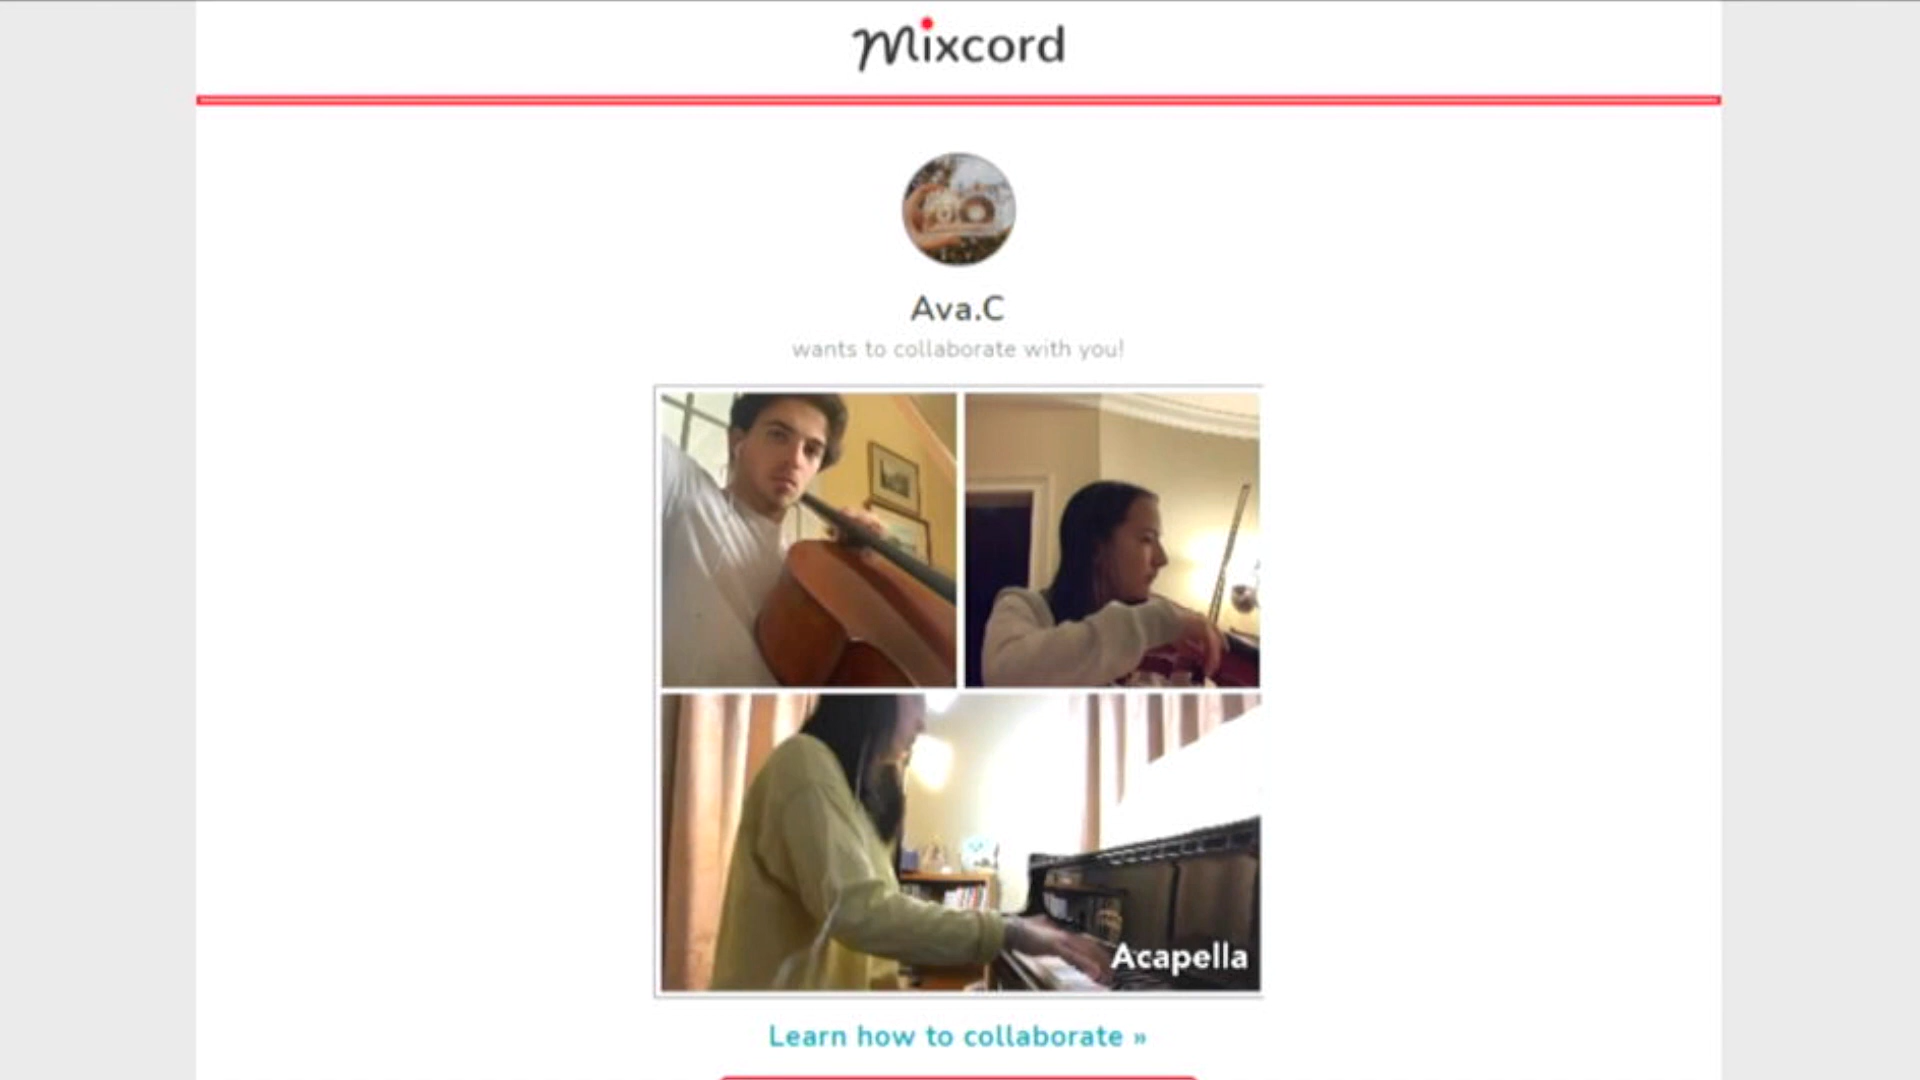 Mixcord
Ava.C
wants to collaborate with you!
Acapella
Learn how to collaborate »